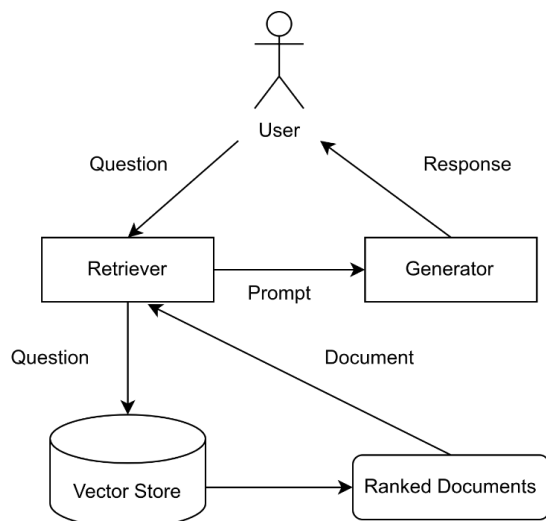 User
Question
Response
Retriever
Prompt
Generator
Question
Document
Vector Store
Ranked Documents